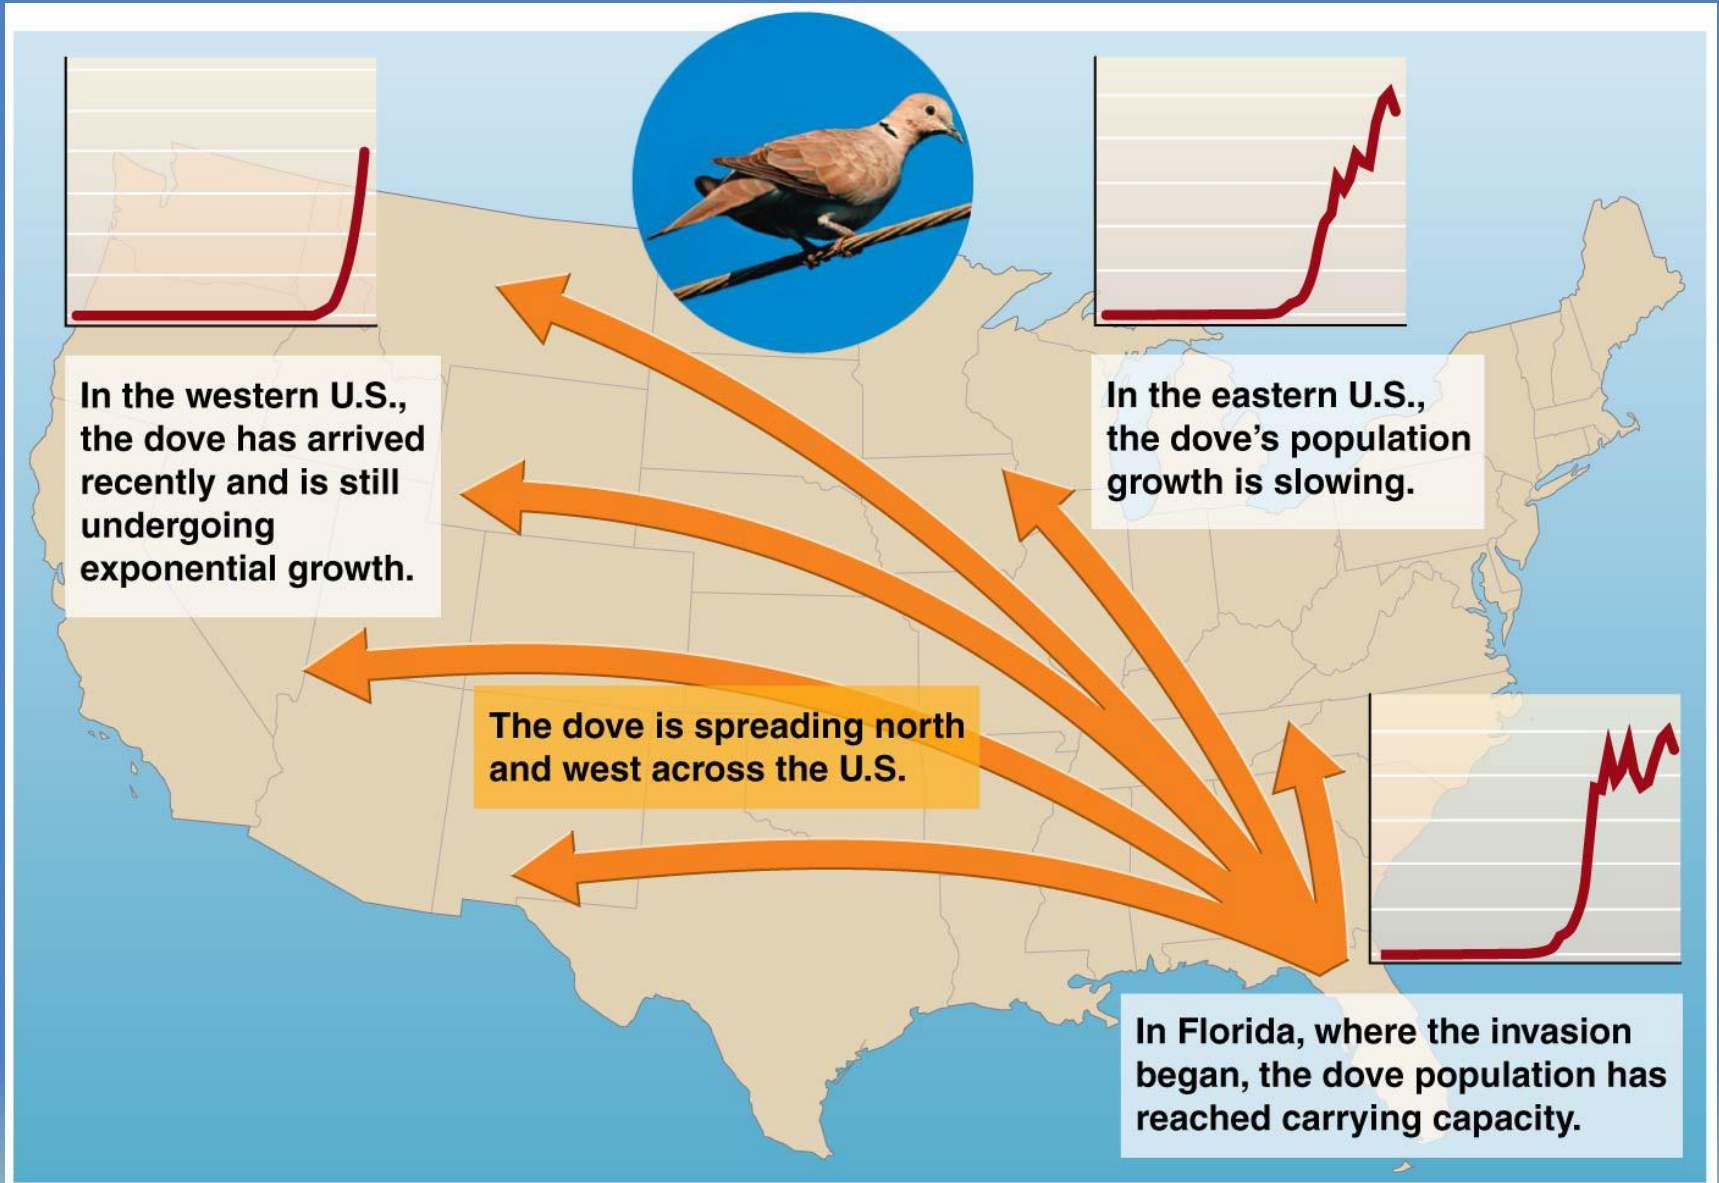 In the western U.S.,
the dove has arrived
recently and is still
undergoing
exponential growth.
In the eastern U.S.,
the dove’s population
growth is slowing.
The dove is spreading north
and west across the U.S.
In Florida, where the invasion
began, the dove population has
reached carrying capacity.